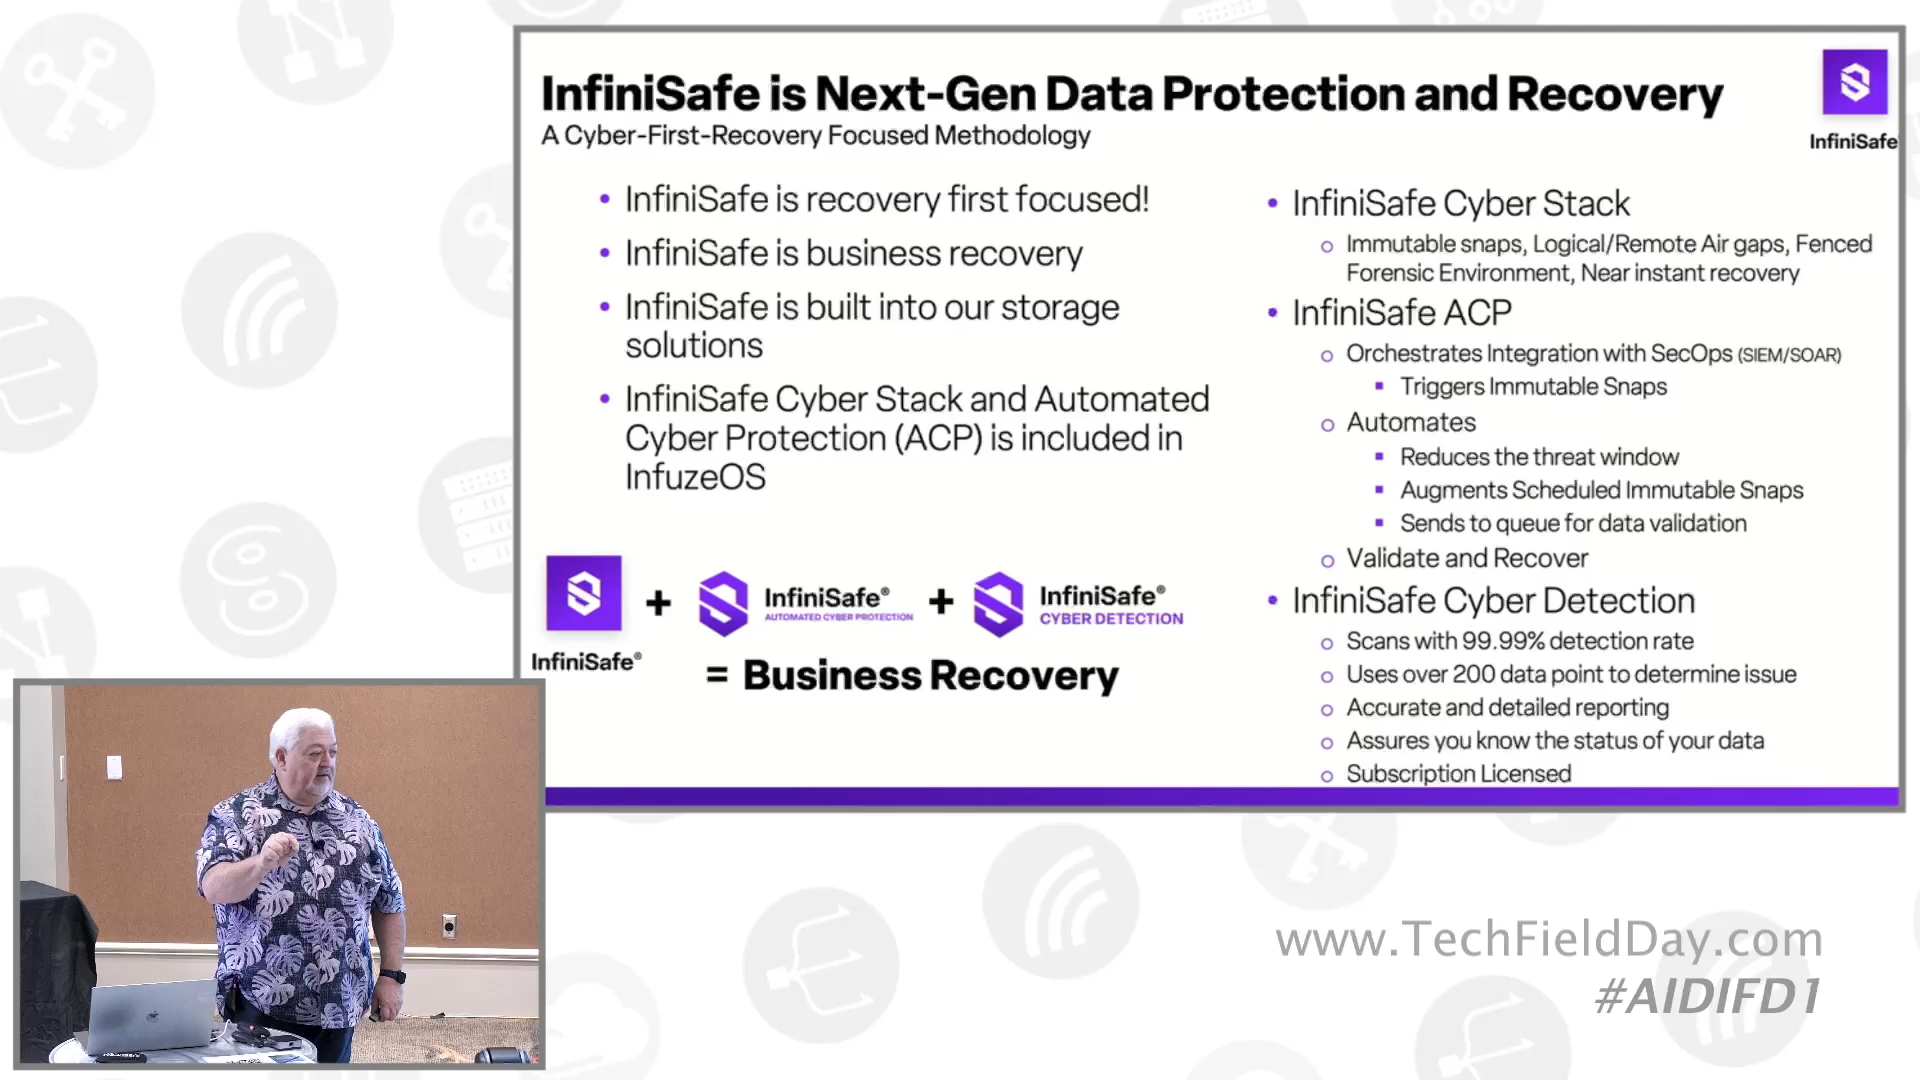 InfiniSafe is Next-Gen Data Protection and Recovery
A Cyber-First-Recovery Focused Methodology
InfiniSafe
• InfiniSafe is recovery first focused!
• InfiniSafe is business recovery
• InfiniSafe is built into our storage
solutions
• InfiniSafe Cyber Stack and Automated
Cyber Protection (ACP) is included in
InfuzeOS
InfiniSafe®
+
InfiniSafe®
AUTOMATED CYBER PROTECTION
+
InfiniSafe®
CYBER DETECTION
= Business Recovery
• InfiniSafe Cyber Stack
○ Immutable snaps, Logical/Remote Air gaps, Fenced
Forensic Environment, Near instant recovery
• InfiniSafe ACP
○ Orchestrates Integration with SecOps (SIEM/SOAR)
▪ Triggers Immutable Snaps
○ Automates
▪ Reduces the threat window
▪ Augments Scheduled Immutable Snaps
▪ Sends to queue for data validation
○ Validate and Recover
• InfiniSafe Cyber Detection
○ Scans with 99.99% detection rate
○ Uses over 200 data point to determine issue
○ Accurate and detailed reporting
○ Assures you know the status of your data
○ Subscription Licensed
www.TechFieldDay.com
#AIDIFD1